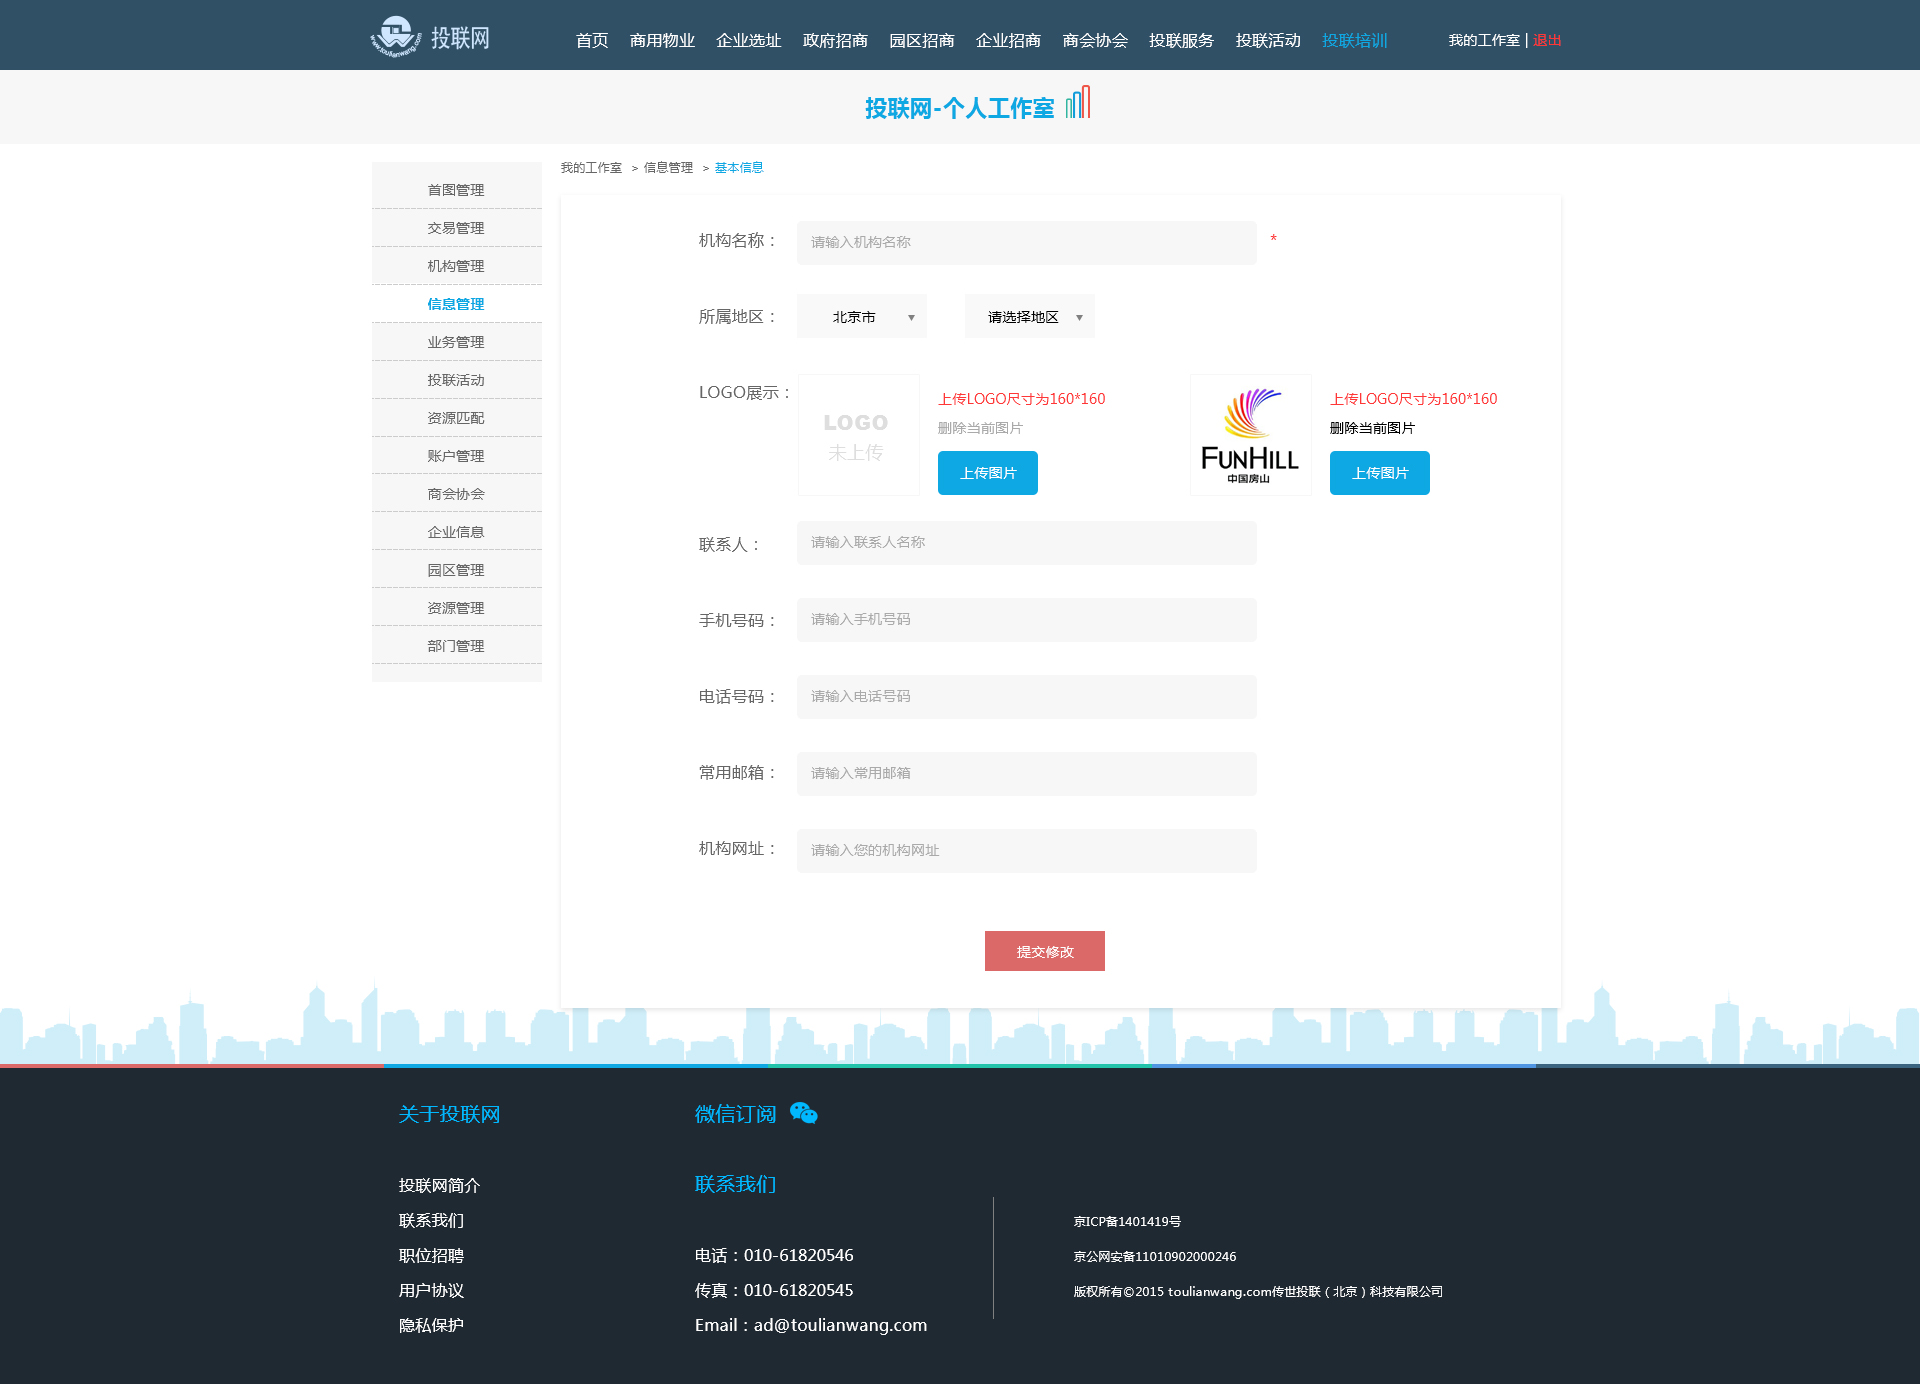 www.toulianwang.com 投联网
首页 商用物业 企业选址 政府招商 园区招商 企业招商 商会协会 投联服务 投联活动 投联培训
我的工作室 | 退出
投联网-个人工作室
首图管理
交易管理
机构管理
信息管理
业务管理
投联活动
资源匹配
账户管理
商会协会
企业信息
园区管理
资源管理
部门管理
我的工作室 > 信息管理 > 基本信息
机构名称： 请输入机构名称 *
所属地区： 北京市 ▼ 请选择地区 ▼
LOGO展示：
LOGO
未上传
上传LOGO尺寸为160*160
删除当前图片
上传图片
FUNHILL
中国房山
上传LOGO尺寸为160*160
删除当前图片
上传图片
联系人： 请输入联系人名称
手机号码： 请输入手机号码
电话号码： 请输入电话号码
常用邮箱： 请输入常用邮箱
机构网址： 请输入您的机构网址
提交修改
关于投联网
投联网简介
联系我们
职位招聘
用户协议
隐私保护
微信订阅
联系我们
电话：010-61820546
传真：010-61820545
Email：ad@toulianwang.com
京ICP备1401419号
京公网安备11010902000246
版权所有©2015 toulianwang.com传世投联（北京）科技有限公司